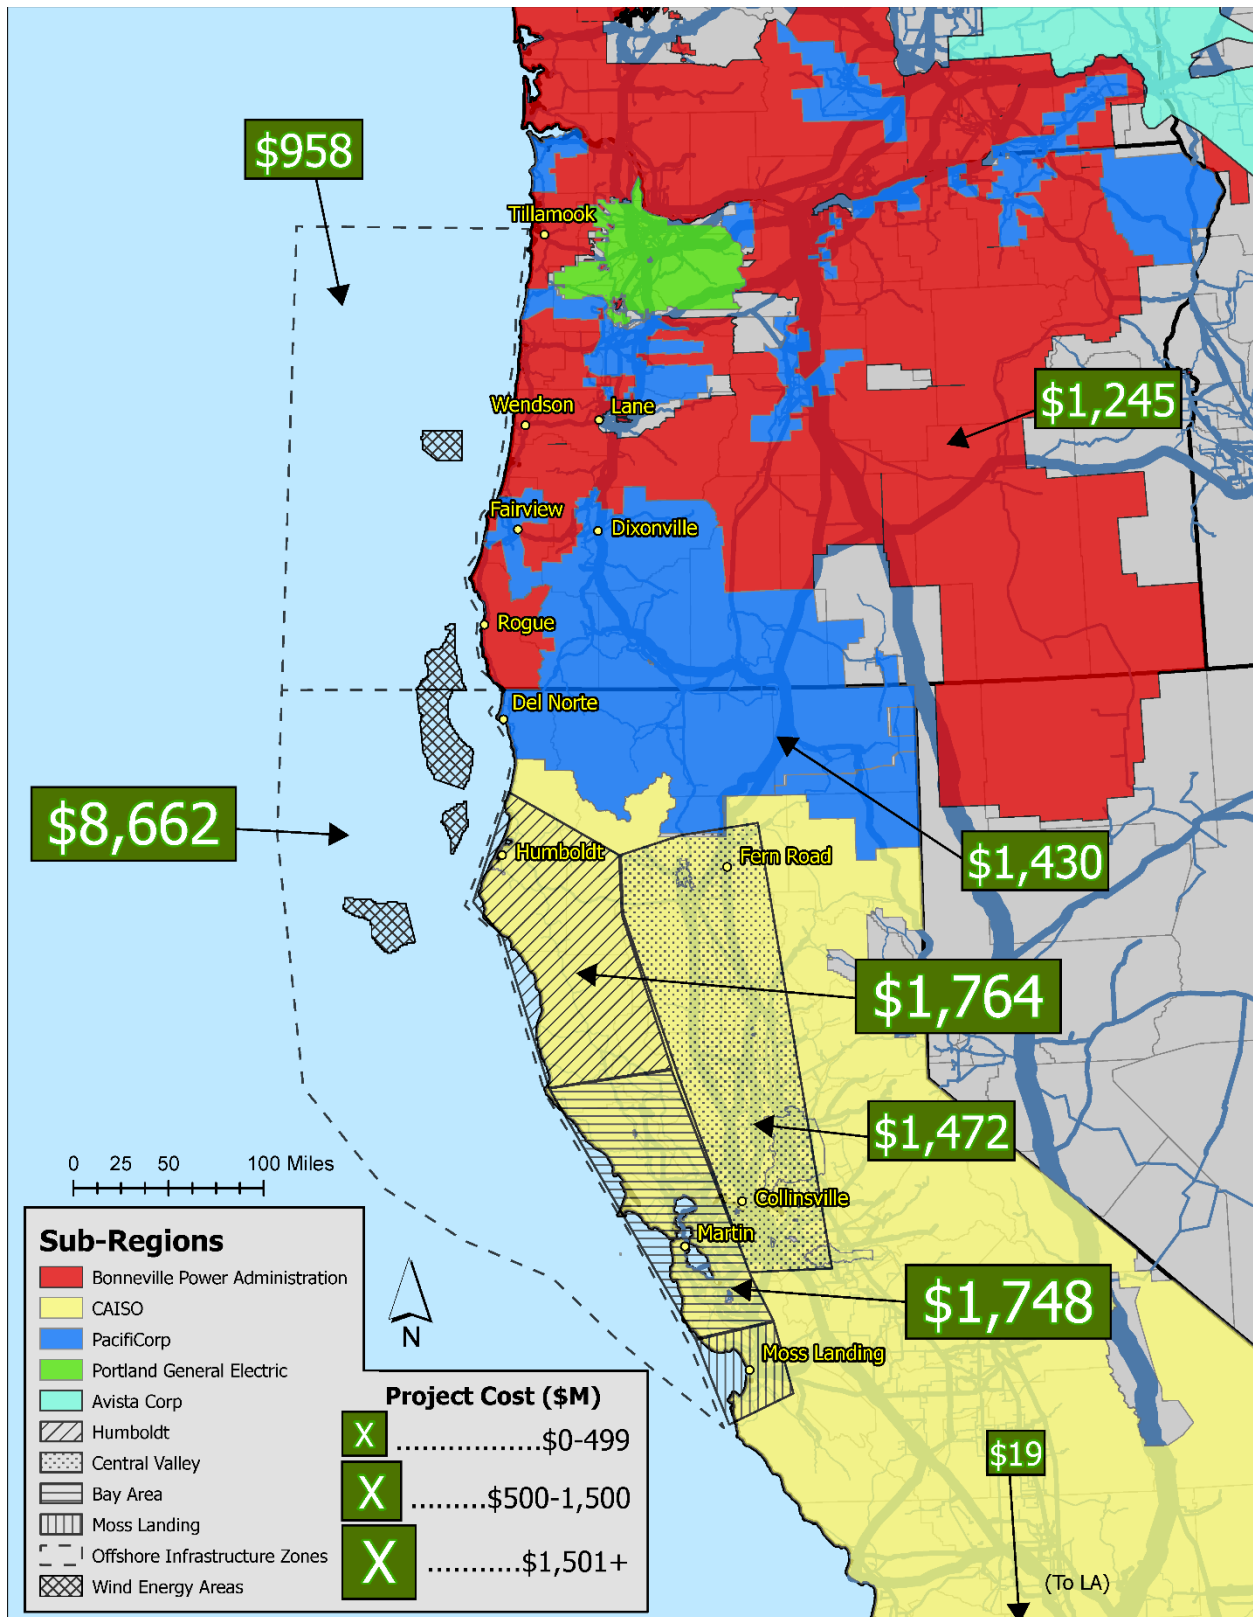 $958
Tillamook
$1,245
Wendson
Lane
Fairview
Dixonville
Rogue
Del Norte
$8,662
Humboldt
Fern Road
$1,430
$1,764
$1,472
0 25 50 100 Miles
Collinsville
Martin
$1,748
Moss Landing
$19
(To LA)
N
Sub-Regions
Bonneville Power Administration
CAISO
PacifiCorp
Portland General Electric
Avista Corp
Humboldt
Central Valley
Bay Area
Moss Landing
Offshore Infrastructure Zones
Wind Energy Areas
Project Cost ($M)
X .................$0-499
X .........$500-1,500
X ...........$1,501+